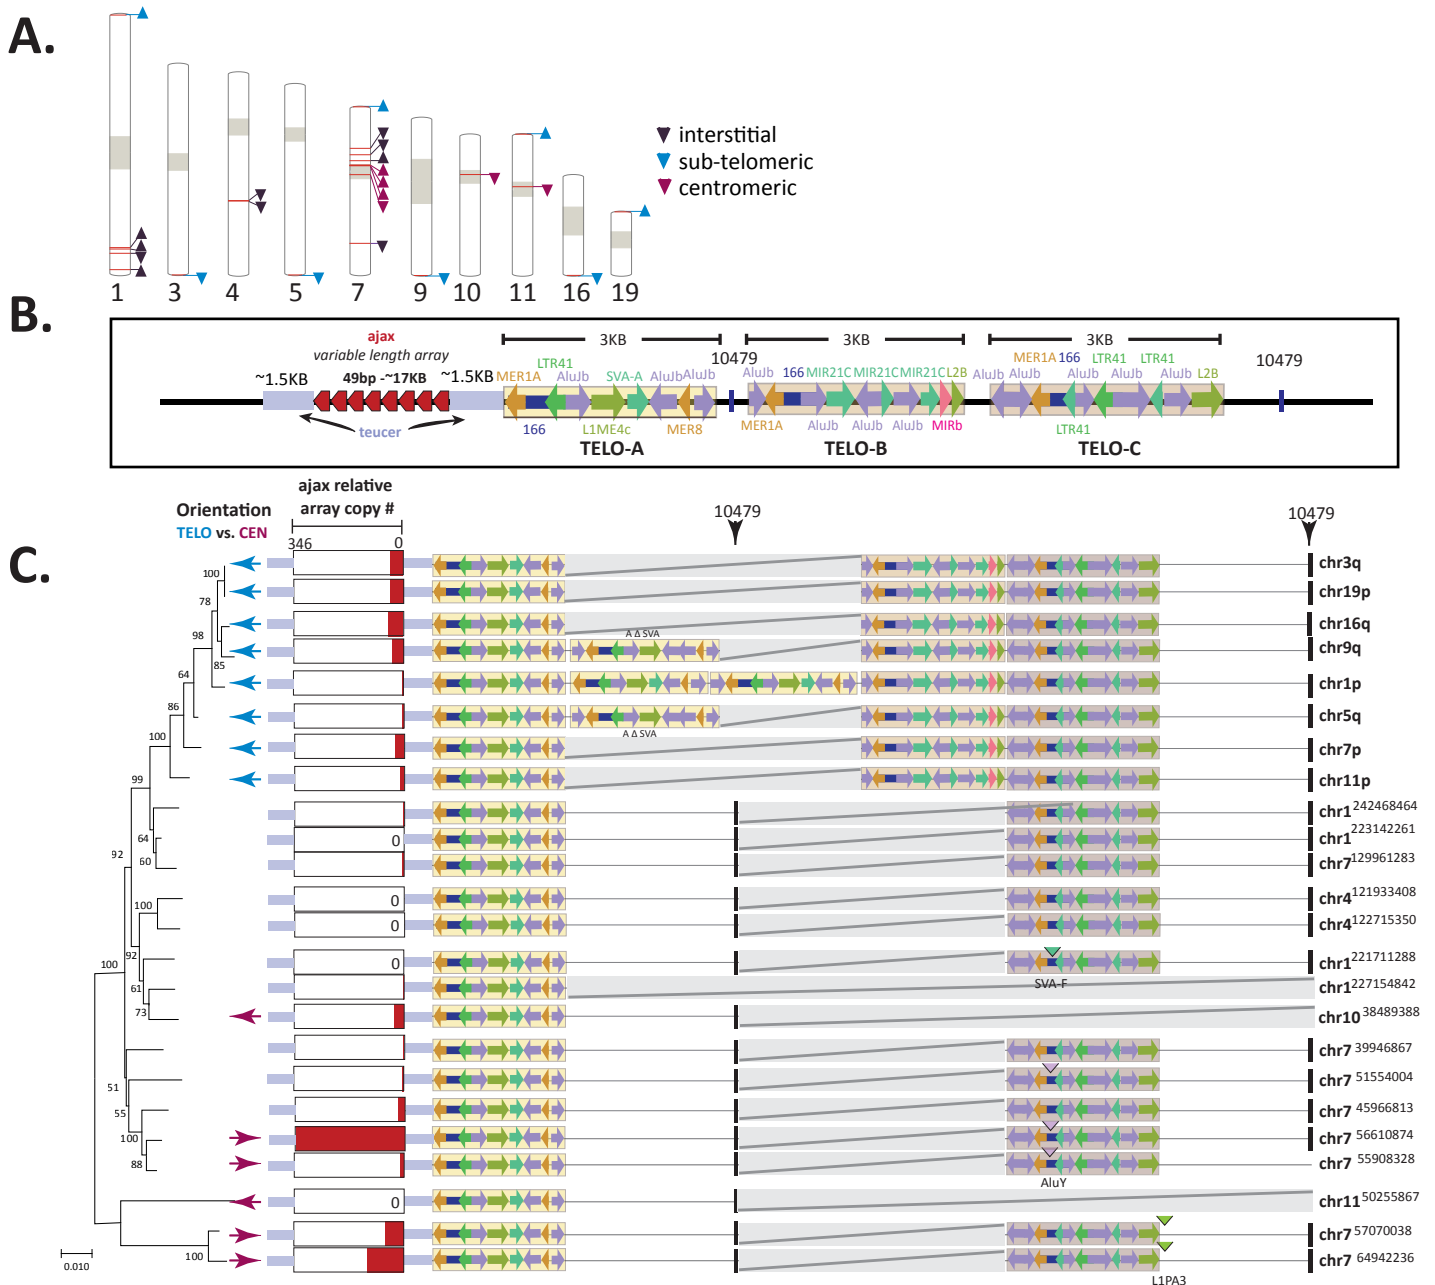 A.
interstitial
sub-telomeric
centromeric
1 3 4 5 7 9 10 11 16 19
B.
ajax
variable length array
~1.5KB 49bp -~17KB ~1.5KB
teucer
3KB 3KB 3KB
10479 10479
LTR41
MER1A AluJb SVA-A AluJb AluJb
166 L1ME4c MER8
TELO-A
AluJb 166 MIR21C MIR21C MIR21C L2B
MER1A AluJb AluJb AluJb MIRb
TELO-B
MER1A 166 LTR41 LTR41
AluJb AluJb AluJb AluJb L2B
LTR41
TELO-C
C.
Orientation
TELO vs. CEN
ajax relative
array copy #
346 0
10479 10479
chr3q
100
chr19p
78
chr16q
A Δ SVA
98
chr9q
85
64
chr1p
86
chr5q
A Δ SVA
100
chr7p
99
chr11p
chr1 242468464
64
0
chr1 223142261
92
60
chr7 129961283
0
chr4 121933408
100
0
chr4 122715350
92
0
chr1 221711288
100
SVA-F
61
chr1 227154842
73
chr10 38489388
chr7 39946867
51
chr7 51554004
55
chr7 45966813
100
chr7 56610874
88
chr7 55908328
AluY
0
chr11 50255867
chr7 57070038
100
chr7 64942236
0.010
L1PA3